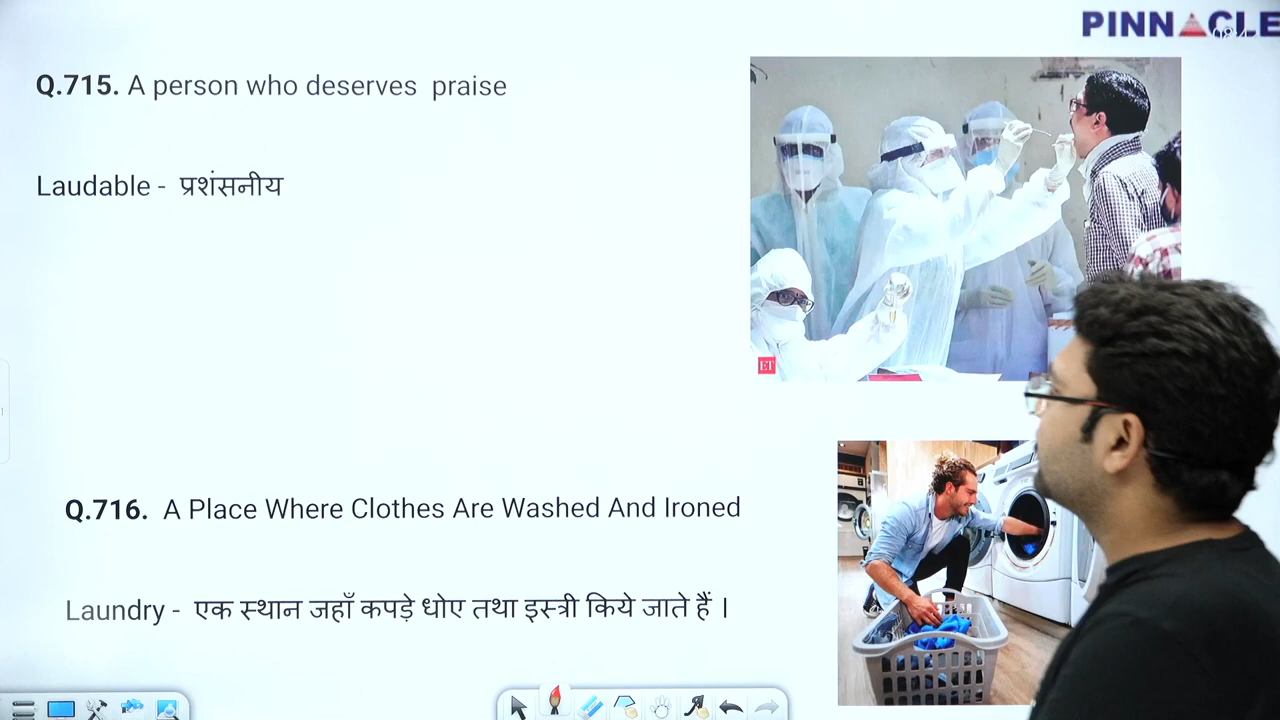 PINNACLE
Q.715. A person who deserves praise
Laudable - प्रशंसनीय
ET
Q.716. A Place Where Clothes Are Washed And Ironed
Laundry - एक स्थान जहाँ कपड़े धोए तथा इस्त्री किये जाते हैं ।